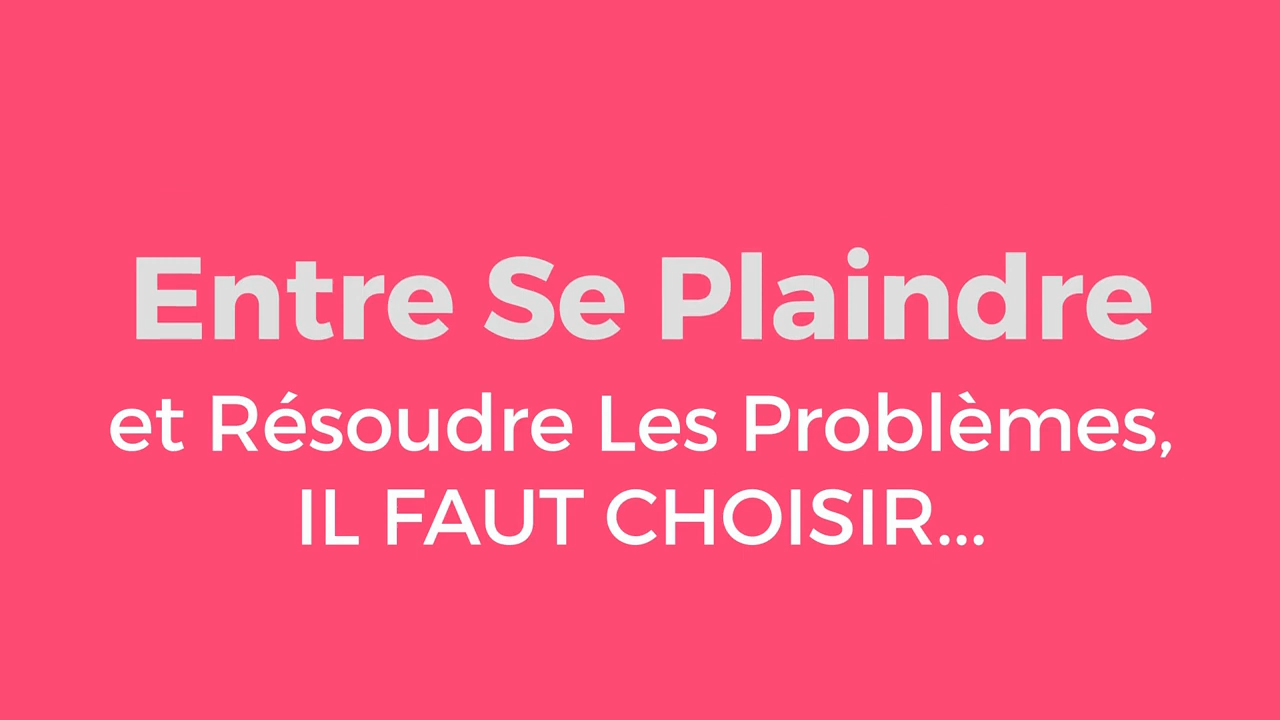 Entre Se Plaindre
et Résoudre Les Problèmes,
IL FAUT CHOISIR...